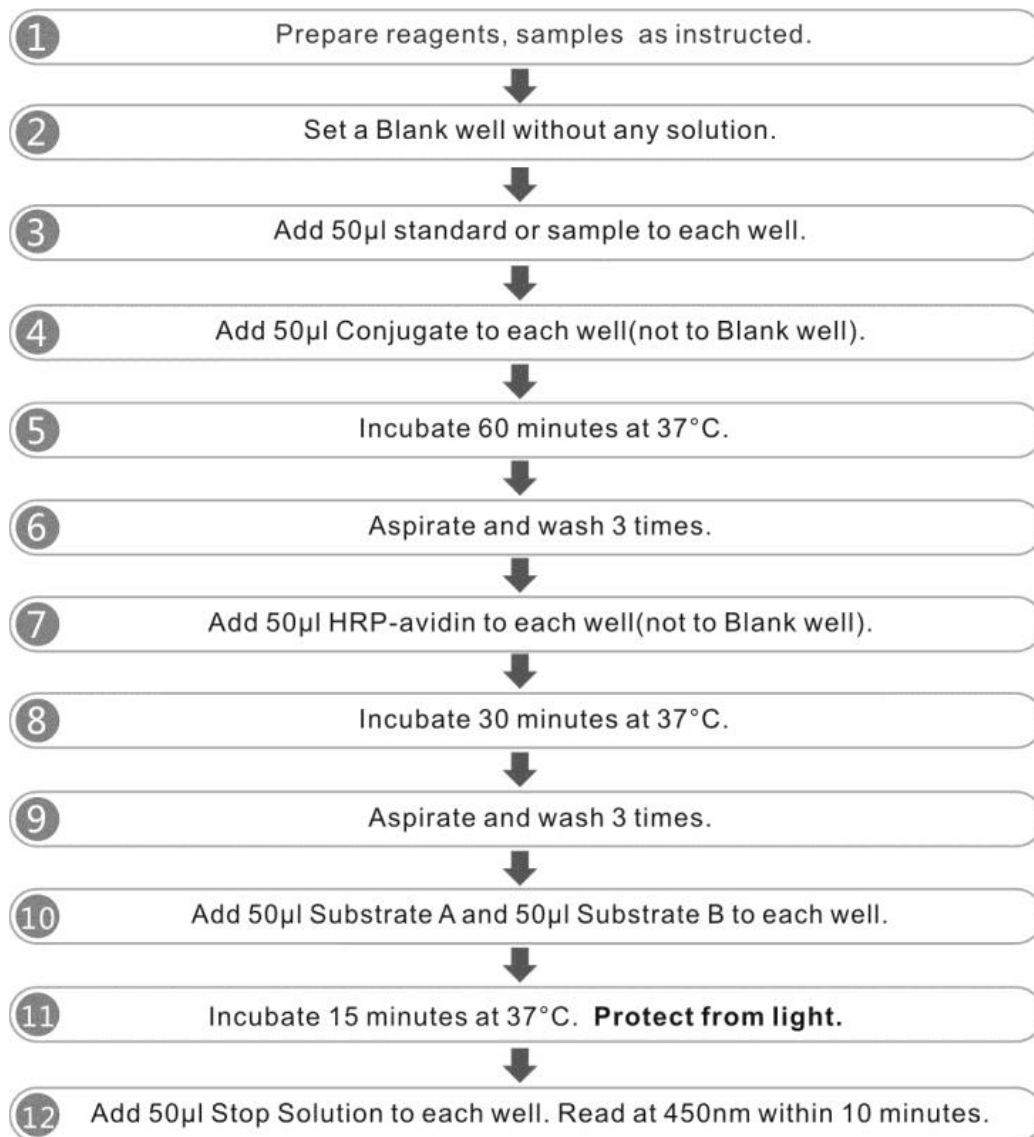 1 Prepare reagents, samples as instructed.
2 Set a Blank well without any solution.
3 Add 50μl standard or sample to each well.
4 Add 50μl Conjugate to each well(not to Blank well).
5 Incubate 60 minutes at 37°C.
6 Aspirate and wash 3 times.
7 Add 50μl HRP-avidin to each well(not to Blank well).
8 Incubate 30 minutes at 37°C.
9 Aspirate and wash 3 times.
10 Add 50μl Substrate A and 50μl Substrate B to each well.
11 Incubate 15 minutes at 37°C. Protect from light.
12 Add 50μl Stop Solution to each well. Read at 450nm within 10 minutes.